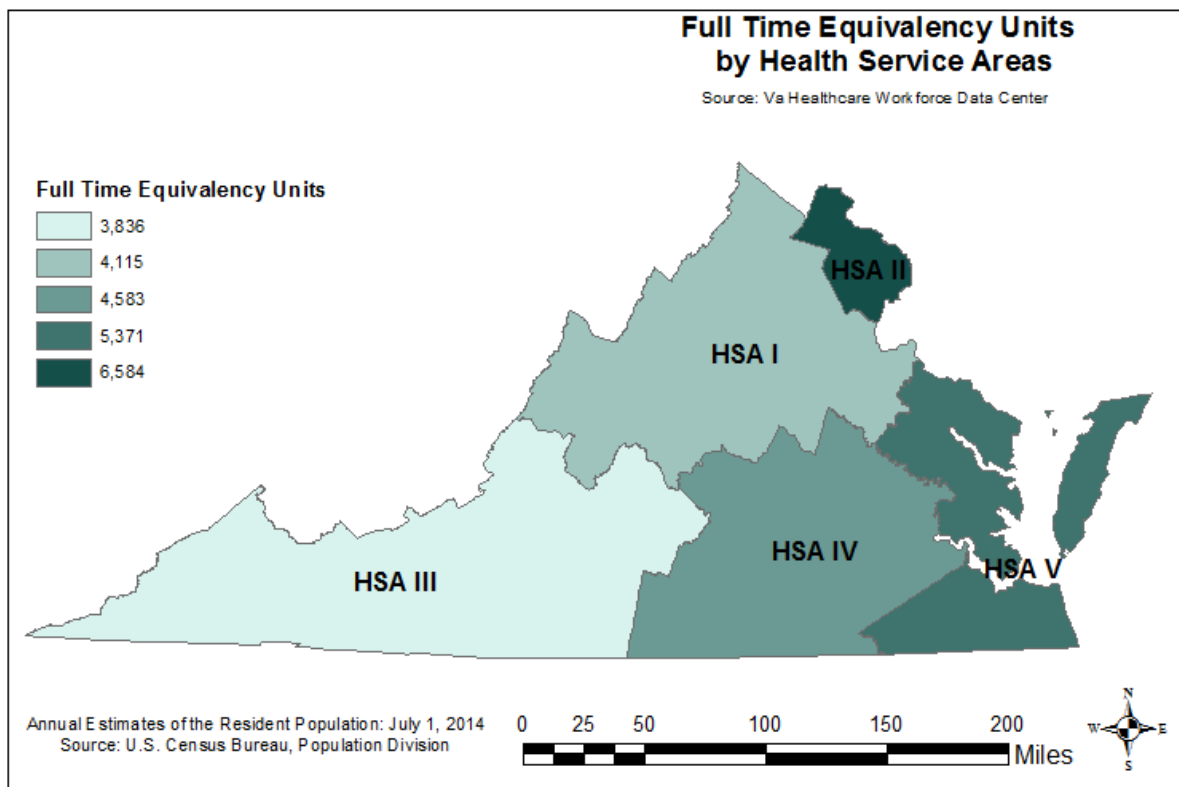 Full Time Equivalency Units
by Health Service Areas
Source: Va Healthcare Workforce Data Center
Full Time Equivalency Units
3,836
4,115
4,583
5,371
6,584
HSA II
HSA I
HSA IV
HSA V
HSA III
Annual Estimates of the Resident Population: July 1, 2014
Source: U.S. Census Bureau, Population Division
0 25 50 100 150 200
Miles
N
W E
S